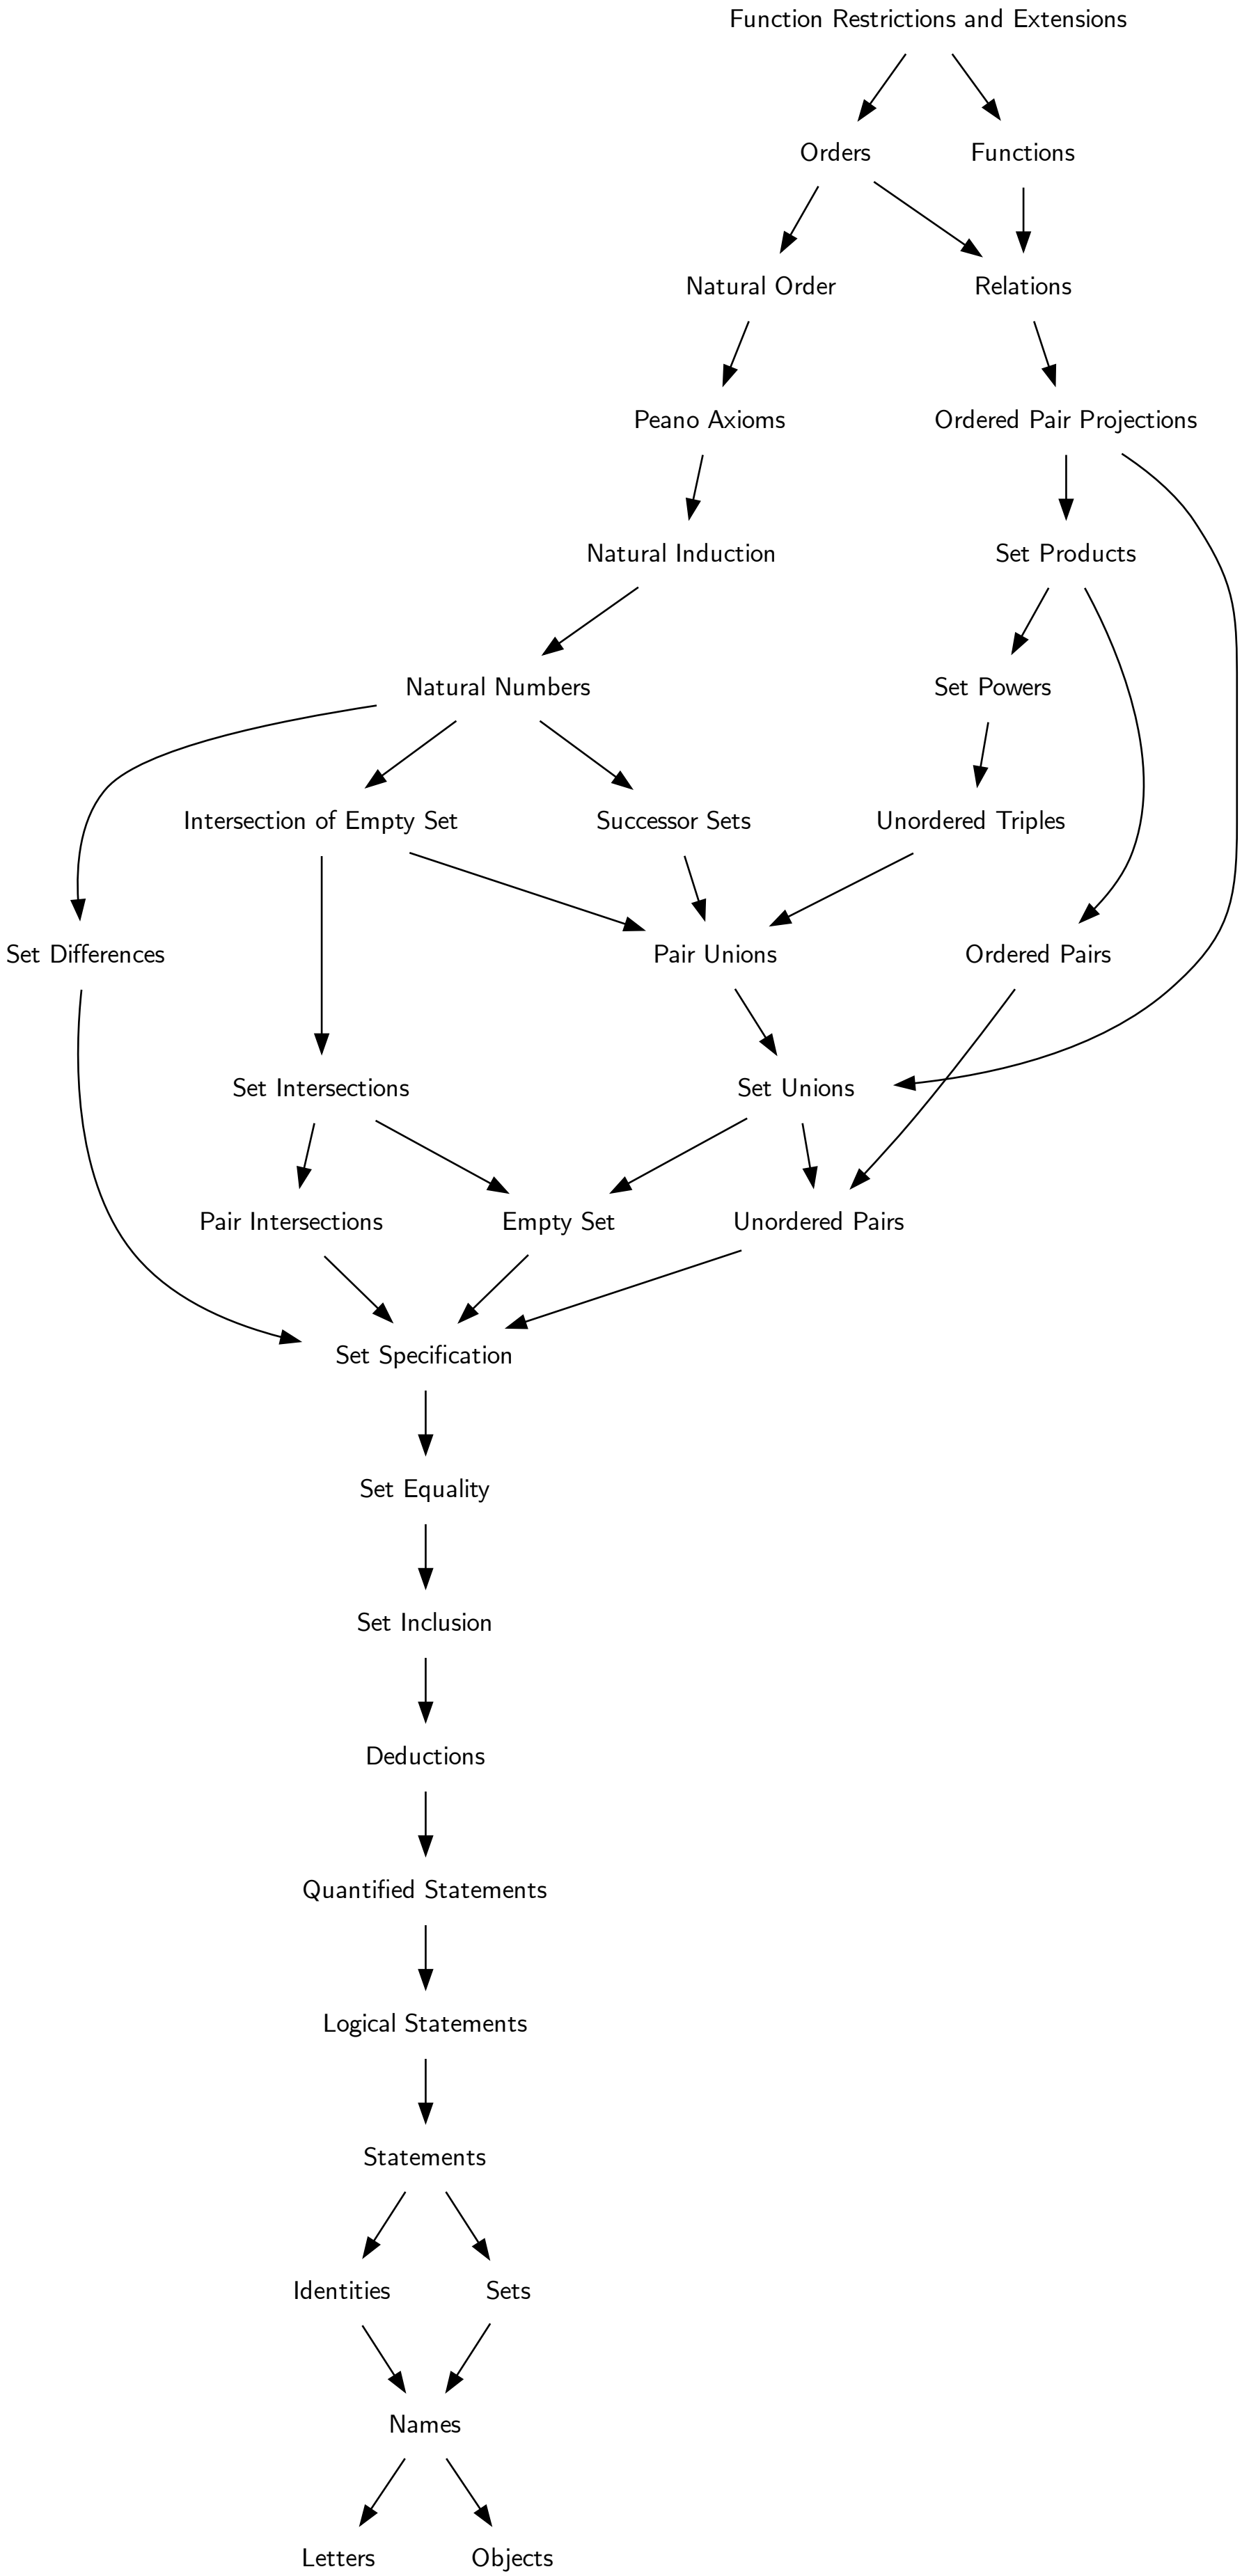 Function Restrictions and Extensions
Orders
Functions
Natural Order
Relations
Peano Axioms
Ordered Pair Projections
Natural Induction
Set Products
Natural Numbers
Set Powers
Intersection of Empty Set
Successor Sets
Unordered Triples
Set Differences
Pair Unions
Ordered Pairs
Set Intersections
Set Unions
Pair Intersections
Empty Set
Unordered Pairs
Set Specification
Set Equality
Set Inclusion
Deductions
Quantified Statements
Logical Statements
Statements
Identities
Sets
Names
Letters
Objects